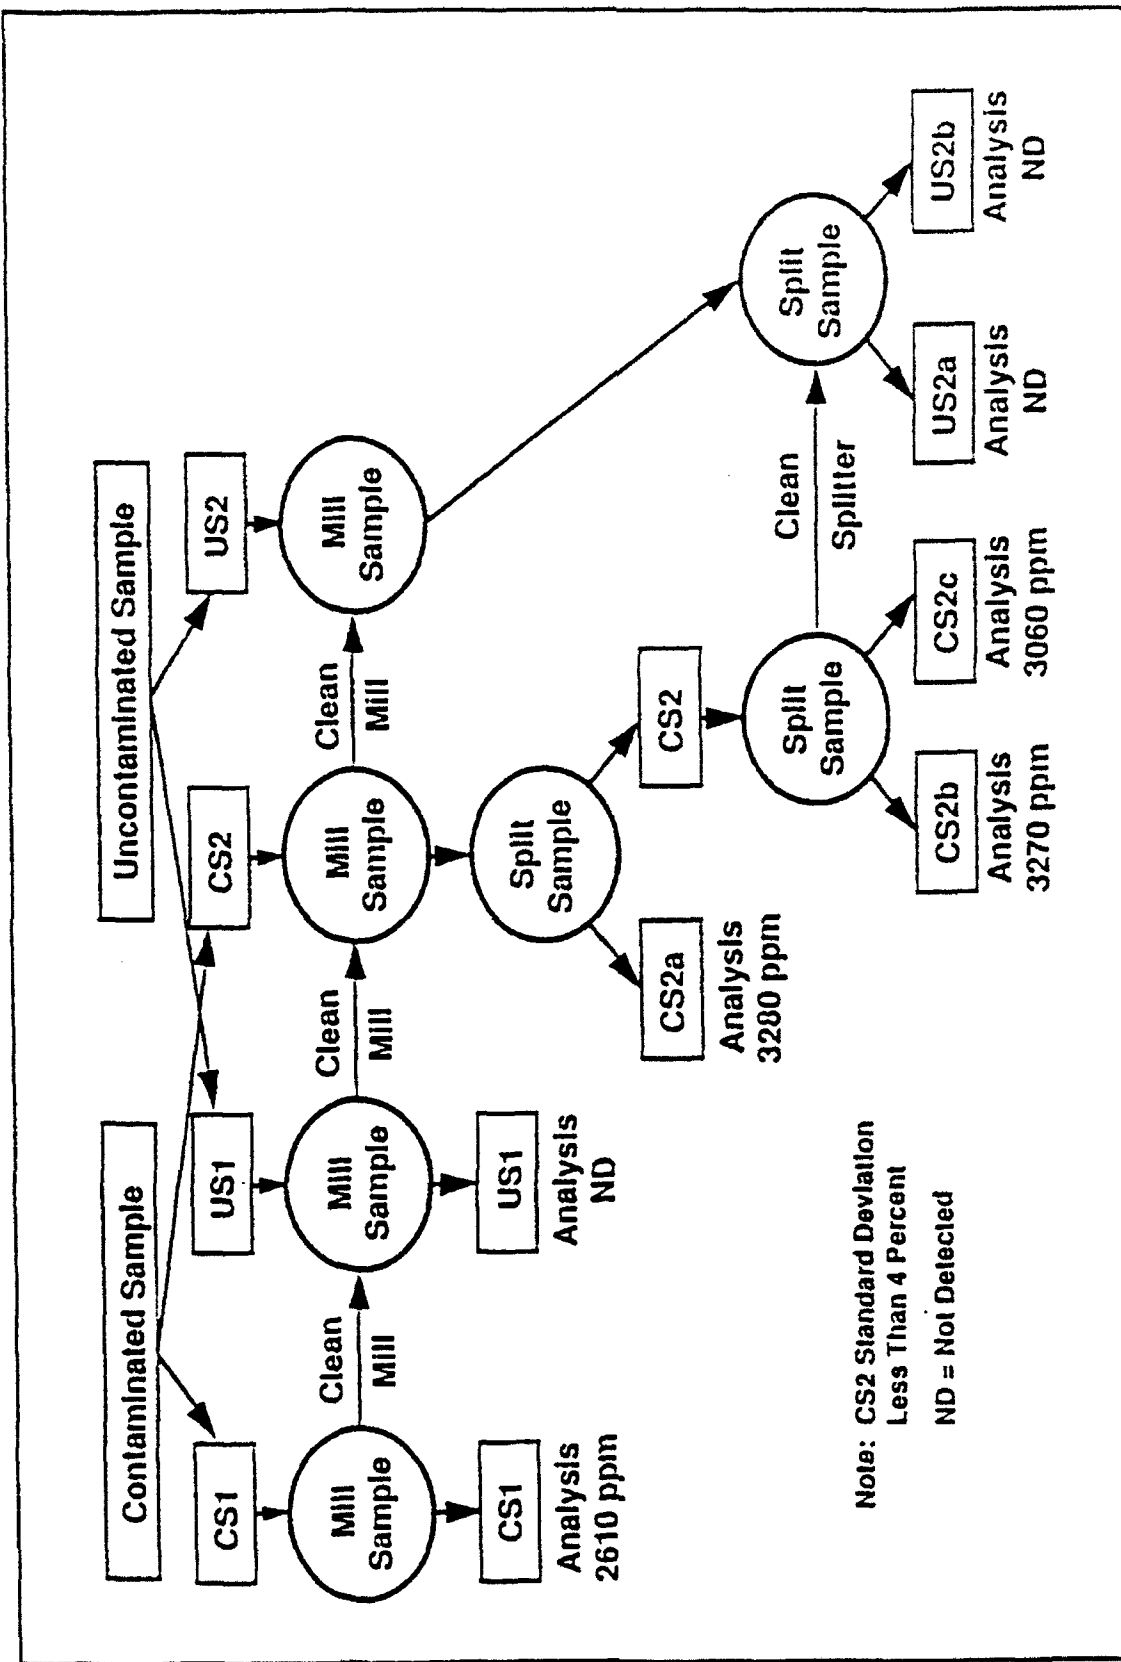 Contaminated Sample
Uncontaminated Sample
CS1
US1
CS2
US2
Mill
Sample
Clean
Mill
Mill
Sample
Clean
Mill
Mill
Sample
Clean
Mill
Mill
Sample
CS1
Analysis
2610 ppm
US1
Analysis
ND
Split
Sample
CS2a
Analysis
3280 ppm
CS2
Split
Sample
Clean
Splitter
Split
Sample
CS2b
Analysis
3270 ppm
CS2c
Analysis
3060 ppm
US2a
Analysis
ND
US2b
Analysis
ND
Note: CS2 Standard Deviation
Less Than 4 Percent
ND = Not Detected